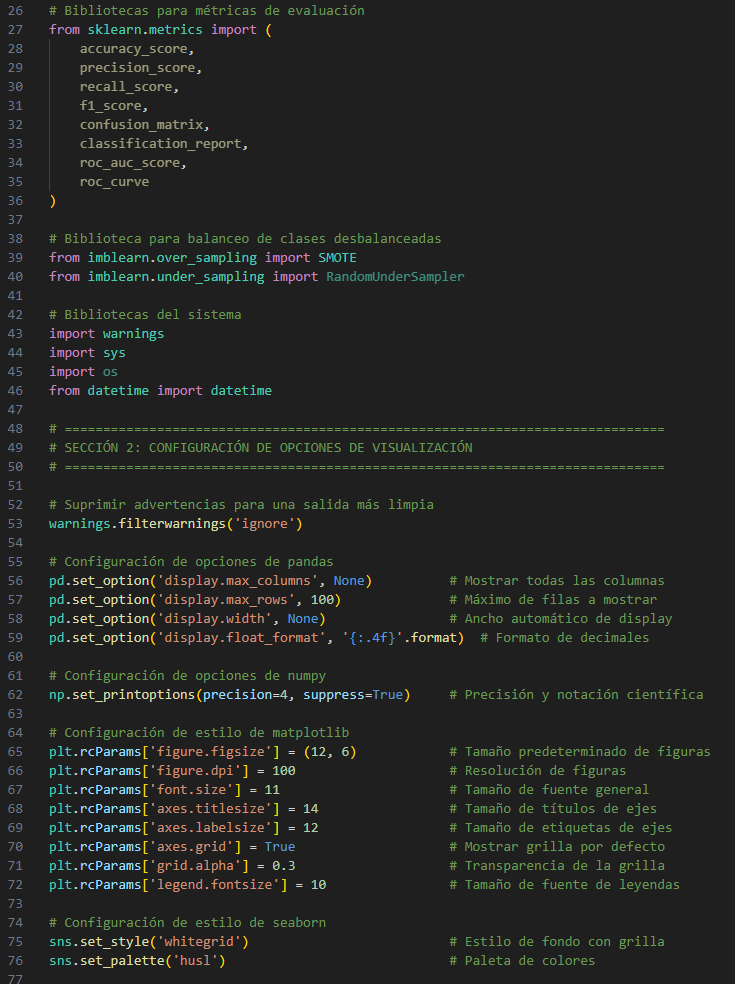 26 # Bibliotecas para métricas de evaluación
27 from sklearn.metrics import (
28     accuracy_score,
29     precision_score,
30     recall_score,
31     f1_score,
32     confusion_matrix,
33     classification_report,
34     roc_auc_score,
35     roc_curve
36 )
37
38 # Biblioteca para balanceo de clases desbalanceadas
39 from imblearn.over_sampling import SMOTE
40 from imblearn.under_sampling import RandomUnderSampler
41
42 # Bibliotecas del sistema
43 import warnings
44 import sys
45 import os
46 from datetime import datetime
47
48 # ==============================================================================
49 # SECCIÓN 2: CONFIGURACIÓN DE OPCIONES DE VISUALIZACIÓN
50 # ==============================================================================
51
52 # Suprimir advertencias para una salida más limpia
53 warnings.filterwarnings('ignore')
54
55 # Configuración de opciones de pandas
56 pd.set_option('display.max_columns', None)          # Mostrar todas las columnas
57 pd.set_option('display.max_rows', 100)              # Máximo de filas a mostrar
58 pd.set_option('display.width', None)                # Ancho automático de display
59 pd.set_option('display.float_format', '{:.4f}'.format)  # Formato de decimales
60
61 # Configuración de opciones de numpy
62 np.set_printoptions(precision=4, suppress=True)     # Precisión y notación científica
63
64 # Configuración de estilo de matplotlib
65 plt.rcParams['figure.figsize'] = (12, 6)            # Tamaño predeterminado de figuras
66 plt.rcParams['figure.dpi'] = 100                    # Resolución de figuras
67 plt.rcParams['font.size'] = 11                      # Tamaño de fuente general
68 plt.rcParams['axes.titlesize'] = 14                 # Tamaño de títulos de ejes
69 plt.rcParams['axes.labelsize'] = 12                 # Tamaño de etiquetas de ejes
70 plt.rcParams['axes.grid'] = True                    # Mostrar grilla por defecto
71 plt.rcParams['grid.alpha'] = 0.3                    # Transparencia de la grilla
72 plt.rcParams['legend.fontsize'] = 10                # Tamaño de fuente de leyendas
73
74 # Configuración de estilo de seaborn
75 sns.set_style('whitegrid')                          # Estilo de fondo con grilla
76 sns.set_palette('husl')                             # Paleta de colores
77